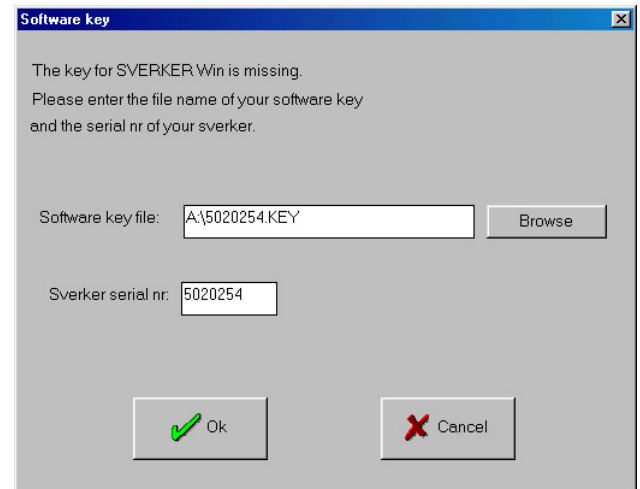 Software key
The key for SVERKER Win is missing.
Please enter the file name of your software key
and the serial nr of your sverker.
Software key file: A:\5020254.KEY Browse
Sverker serial nr: 5020254
Ok Cancel